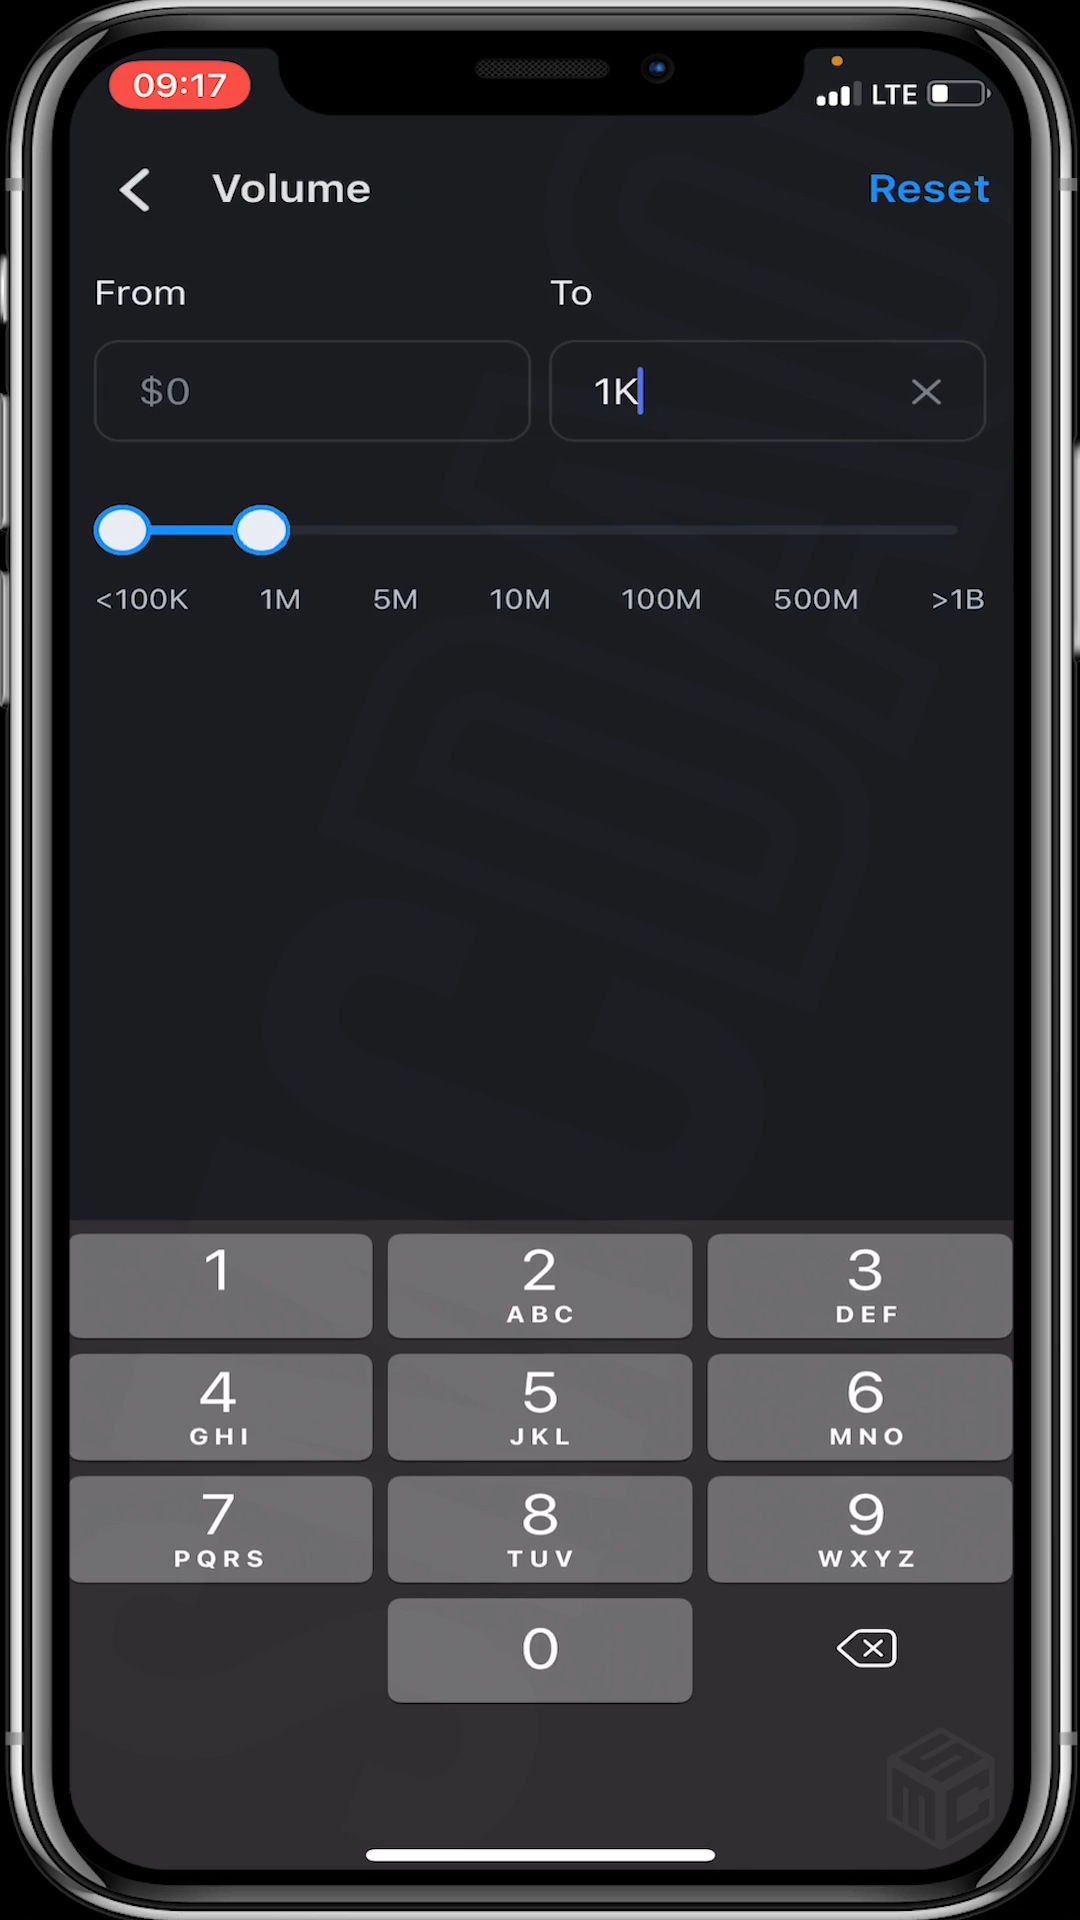 09:17
LTE
Volume
Reset
From
To
$0
1K
<100K 1M 5M 10M 100M 500M >1B
1
2
ABC
3
DEF
4
GHI
5
JKL
6
MNO
7
PQRS
8
TUV
9
WXYZ
0
SMC